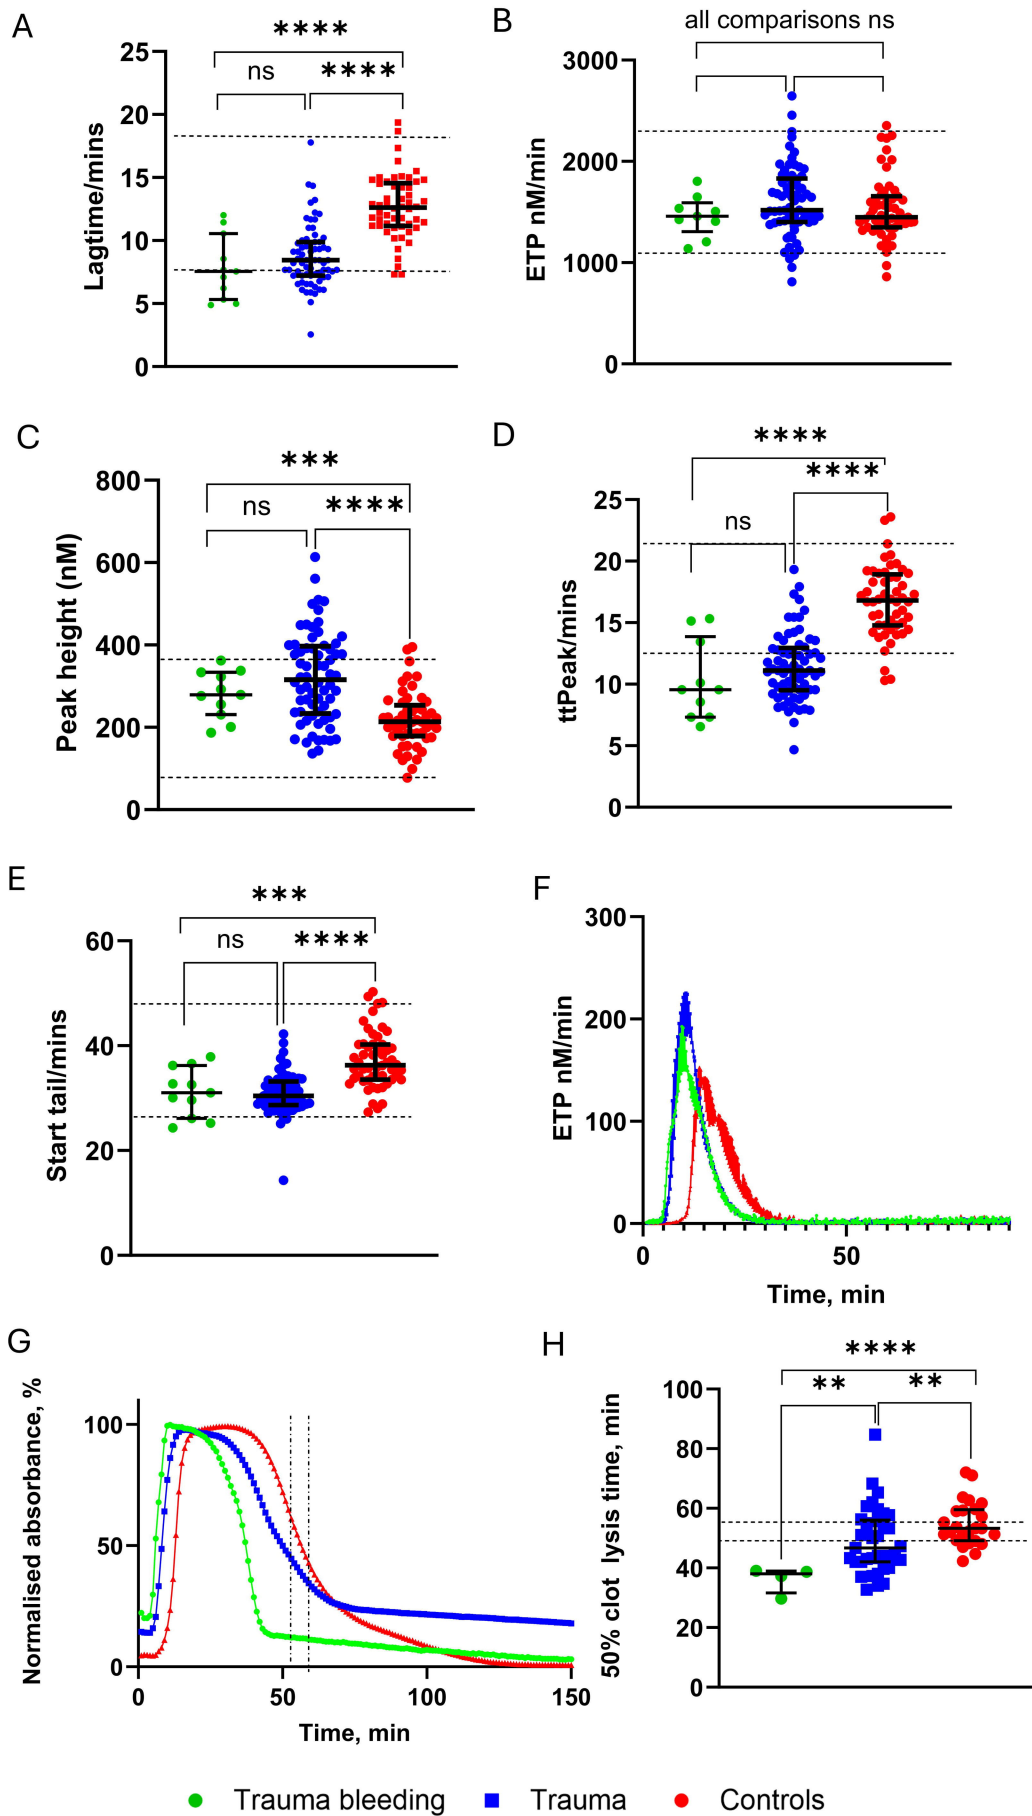 A
****
ns
****
Lagtime/mins
25
20
15
10
5
0
B
all comparisons ns
ETP nM/min
3000
2000
1000
0
C
***
ns
****
Peak height (nM)
800
600
400
200
0
D
****
****
ns
ttPeak/mins
25
20
15
10
5
0
E
***
ns
****
Start tail/mins
60
40
20
0
F
ETP nM/min
300
200
100
0
0
50
Time, min
G
Normalised absorbance, %
100
50
0
0
50
100
150
Time, min
H
****
**
**
50% clot lysis time, min
100
80
60
40
20
0
Trauma bleeding
Trauma
Controls